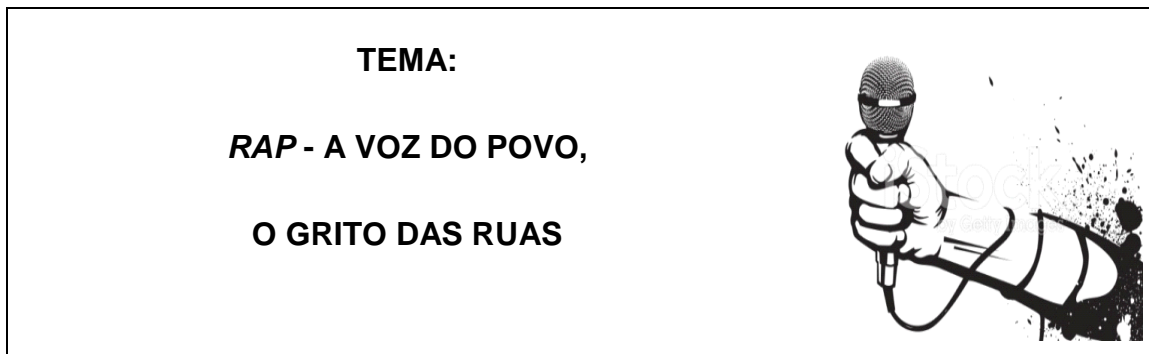 TEMA:
RAP - A VOZ DO POVO,
O GRITO DAS RUAS